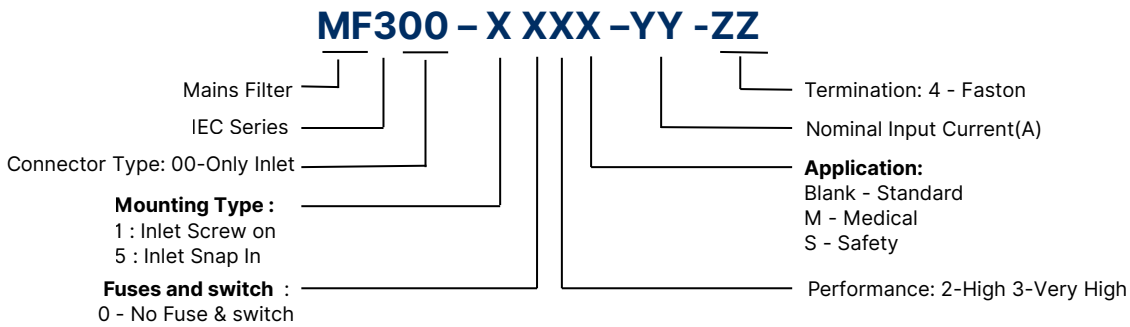 MF300 – X XXX –YY -ZZ
Mains Filter
IEC Series
Connector Type: 00-Only Inlet
Mounting Type :
1 : Inlet Screw on
5 : Inlet Snap In
Fuses and switch :
0 - No Fuse & switch
Termination: 4 - Faston
Nominal Input Current(A)
Application:
Blank - Standard
M - Medical
S - Safety
Performance: 2-High 3-Very High